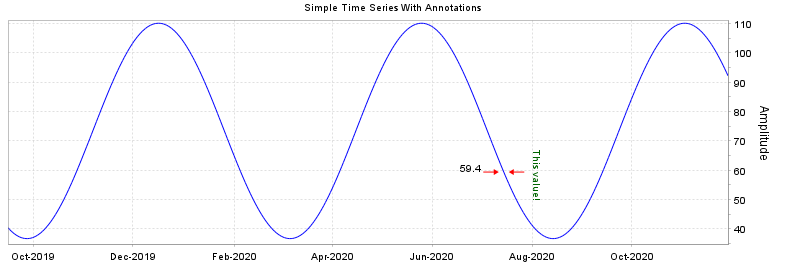 Simple Time Series With Annotations
110
100
90
80
70
60
50
40
Amplitude
59.4
This value!
Oct-2019
Dec-2019
Feb-2020
Apr-2020
Jun-2020
Aug-2020
Oct-2020